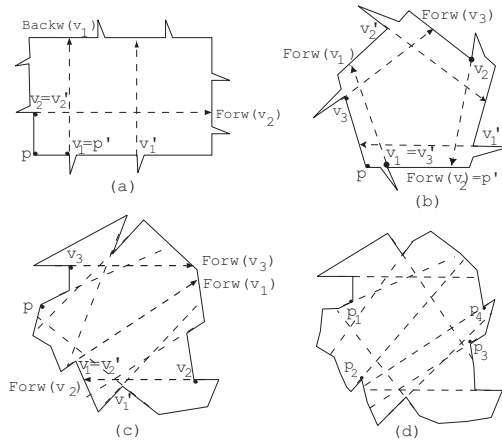 Backw(v₁)
v₂=v₂'
Forw(v₂)
p
v₁=p'
v₁'
(a)
Forw(v₃)
v₂'
Forw(v₁)
v₂
v₃
v₁'
v₁=v₃'
p
Forw(v₂)=p'
(b)
v₃
Forw(v₃)
Forw(v₁)
p
v₁=v₂'
v₂
Forw(v₂)
v₁'
(c)
p₁
p₄
p₃
p₂
(d)